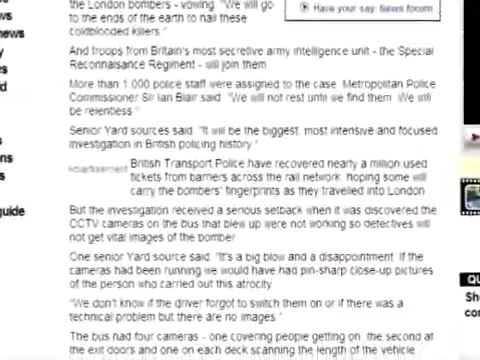 the London bombers - vowing: "We will go
to the ends of the earth to nail these
coldblooded killers."
Have your say: News forum
And troops from Britain's most secretive army intelligence unit - the Special
Reconnaisance Regiment - will join them.
More than 1,000 police staff were assigned to the case. Metropolitan Police
Commissioner Sir Ian Blair said: "We will not rest until we find them. We will
be relentless."
Senior Yard sources said: "It will be the biggest, most intensive and focused
investigation in British policing history."
Advertisement
British Transport Police have recovered nearly a million used
tickets from barriers across the rail network, hoping some will
carry the bombers' fingerprints as they travelled into London.
But the investigation received a serious setback when it was discovered the
CCTV cameras on the bus that blew up were not working so detectives will
not get vital images of the bomber.
One senior Yard source said: "It's a big blow and a disappointment. If the
cameras had been running we would have had pin-sharp close-up pictures
of the person who carried out this atrocity.
"We don't know if the driver forgot to switch them on or if there was a
technical problem but there are no images."
The bus had four cameras - one covering people getting on, the second at
the exit doors and one on each deck scanning the length of the vehicle.
ws
news
y
s
d
s
ns
s
guide
QU
Sh
con